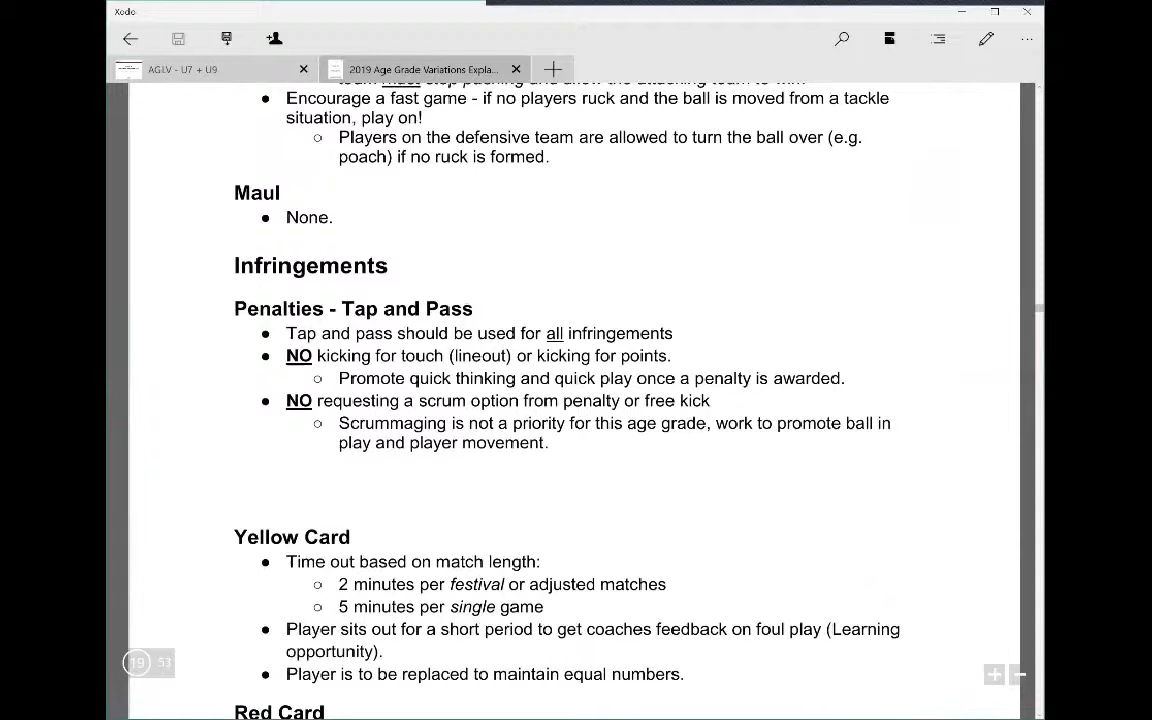 Xodo
AGLV - U7 + U9
2019 Age Grade Variations Expla...
● Encourage a fast game - if no players ruck and the ball is moved from a tackle
situation, play on!
○ Players on the defensive team are allowed to turn the ball over (e.g.
poach) if no ruck is formed.
Maul
● None.
Infringements
Penalties - Tap and Pass
● Tap and pass should be used for all infringements
● NO kicking for touch (lineout) or kicking for points.
○ Promote quick thinking and quick play once a penalty is awarded.
● NO requesting a scrum option from penalty or free kick
○ Scrummaging is not a priority for this age grade, work to promote ball in
play and player movement.
Yellow Card
● Time out based on match length:
○ 2 minutes per festival or adjusted matches
○ 5 minutes per single game
● Player sits out for a short period to get coaches feedback on foul play (Learning
opportunity).
● Player is to be replaced to maintain equal numbers.
19 53
Red Card